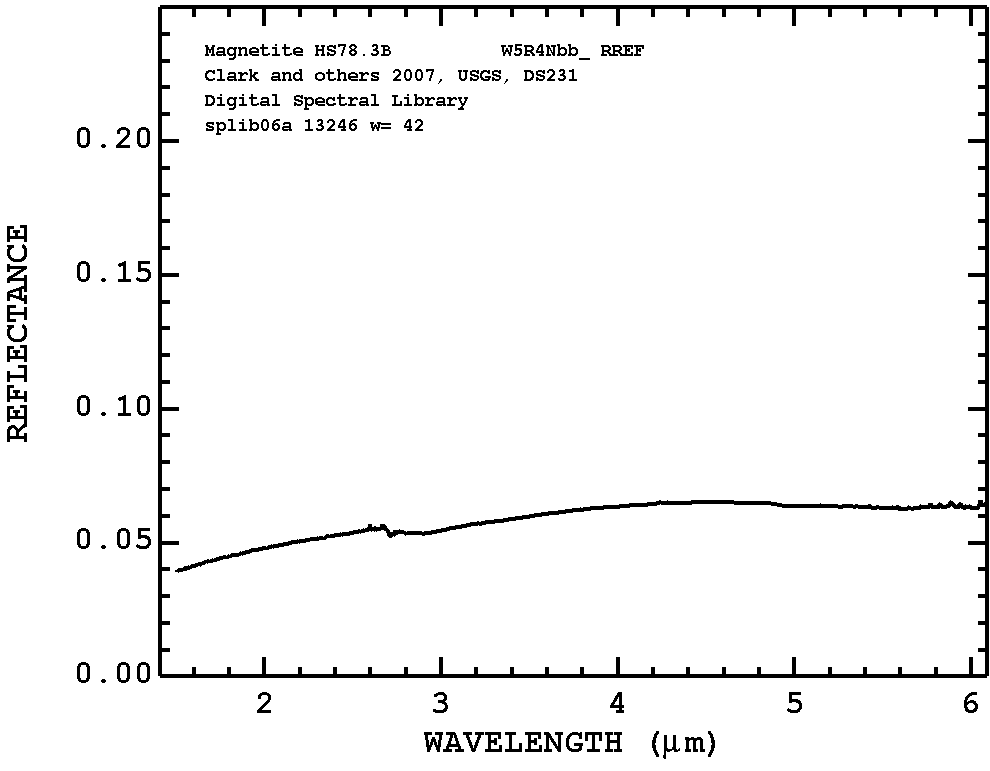 Magnetite HS78.3B W5R4Nbb_ RREF
Clark and others 2007, USGS, DS231
Digital Spectral Library
splib06a 13246 w= 42
REFLECTANCE
0.20
0.15
0.10
0.05
0.00
2 3 4 5 6
WAVELENGTH (μm)